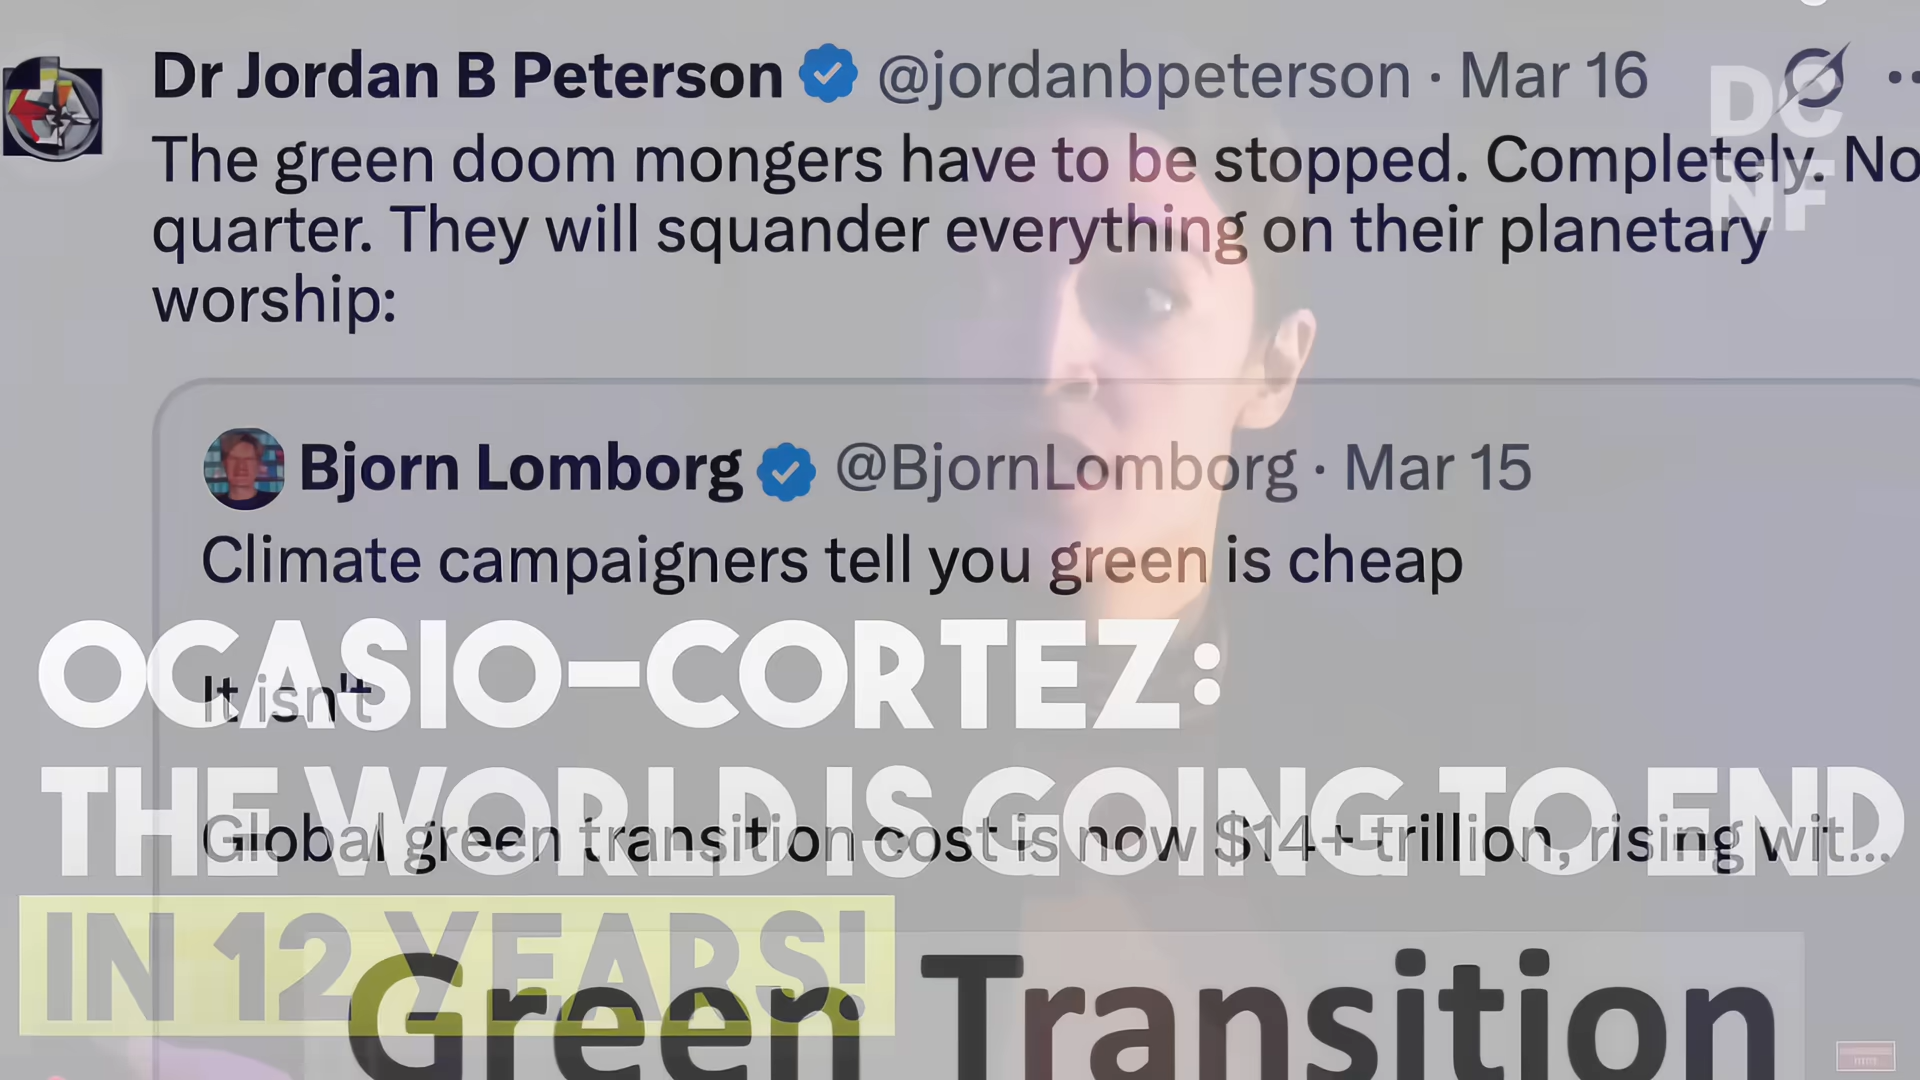 Dr Jordan B Peterson @jordanbpeterson · Mar 16
DC
NF
The green doom mongers have to be stopped. Completely. No
quarter. They will squander everything on their planetary
worship:
Bjorn Lomborg @BjornLomborg · Mar 15
Climate campaigners tell you green is cheap
It isn't
Global green transition cost is now $14+ trillion, rising wit...
Green Transition
OCASIO-CORTEZ:
THE WORLD IS GOING TO END
IN 12 YEARS!